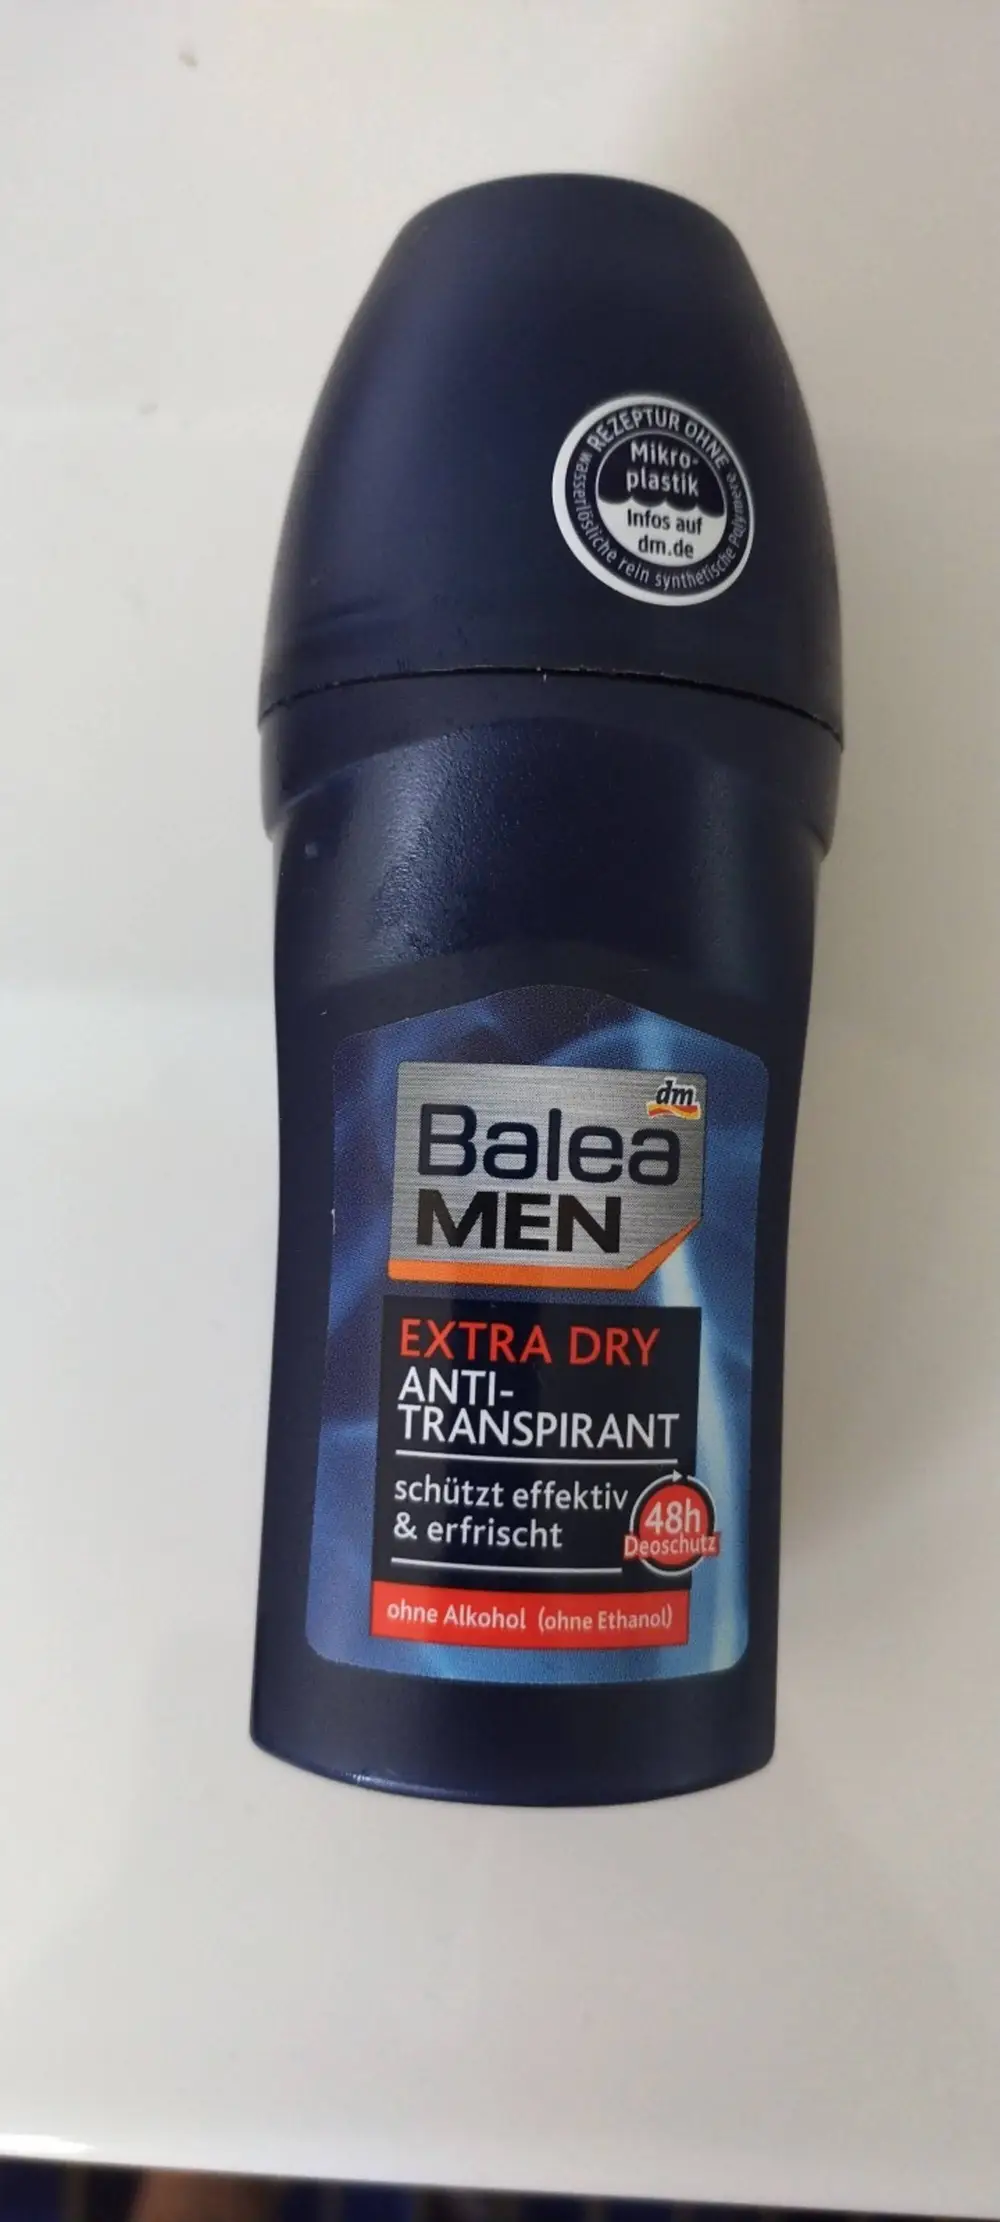 REZEPTUR OHNE
Mikro-
plastik
Infos auf
dm.de
wasserlösliche rein synthetische Polymere
dm
Balea
MEN
EXTRA DRY
ANTI-
TRANSPIRANT
schützt effektiv
& erfrischt
48h
Deoschutz
ohne Alkohol (ohne Ethanol)